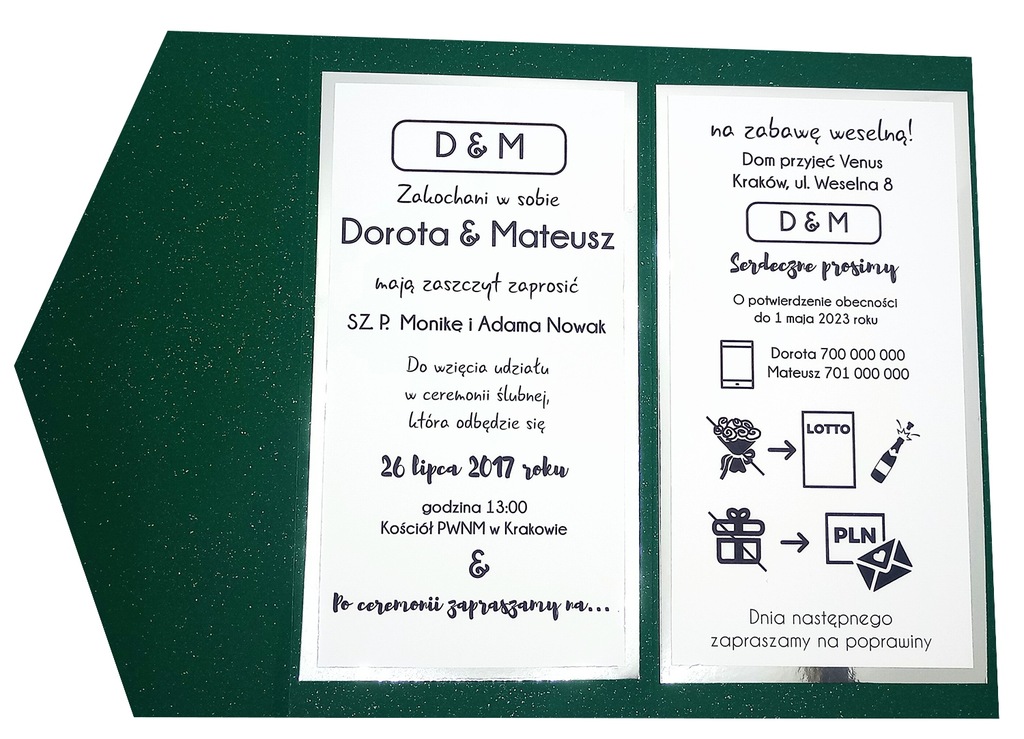 D & M
Zakochani w sobie
Dorota & Mateusz
mają zaszczyt zaprosić
SZ. P. Monikę i Adama Nowak
Do wzięcia udziału
w ceremonii ślubnej,
która odbędzie się
26 lipca 2017 roku
godzina 13:00
Kościół PWNM w Krakowie
&
Po ceremonii zapraszamy na...
na zabawę weselną!
Dom przyjęć Venus
Kraków, ul. Weselna 8
D & M
Serdeczne prosimy
O potwierdzenie obecności
do 1 maja 2023 roku
Dorota 700 000 000
Mateusz 701 000 000
LOTTO
PLN
Dnia następnego
zapraszamy na poprawiny